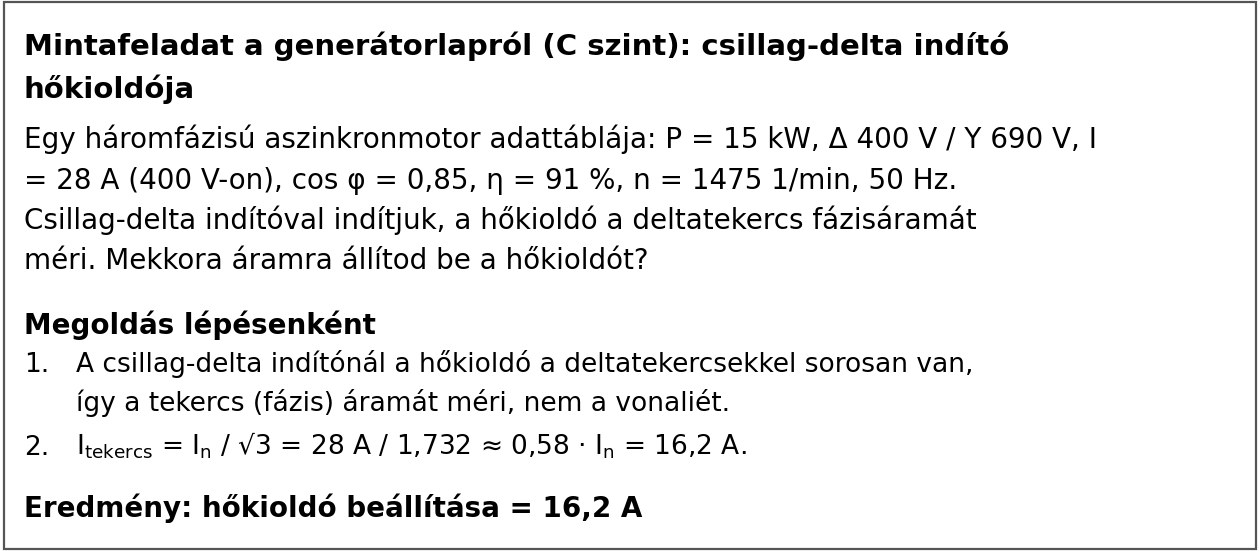 Mintafeladat a generátorlapról (C szint): csillag-delta indító
hőkioldója
Egy háromfázisú aszinkronmotor adattáblája: P = 15 kW, Δ 400 V / Y 690 V, I
= 28 A (400 V-on), cos φ = 0,85, η = 91 %, n = 1475 1/min, 50 Hz.
Csillag-delta indítóval indítjuk, a hőkioldó a deltatekercs fázisáramát
méri. Mekkora áramra állítod be a hőkioldót?
Megoldás lépésenként
1. A csillag-delta indítónál a hőkioldó a deltatekercsekkel sorosan van,
így a tekercs (fázis) áramát méri, nem a vonaliét.
2. I_tekercs = I_n / √3 = 28 A / 1,732 ≈ 0,58 · I_n = 16,2 A.
Eredmény: hőkioldó beállítása = 16,2 A